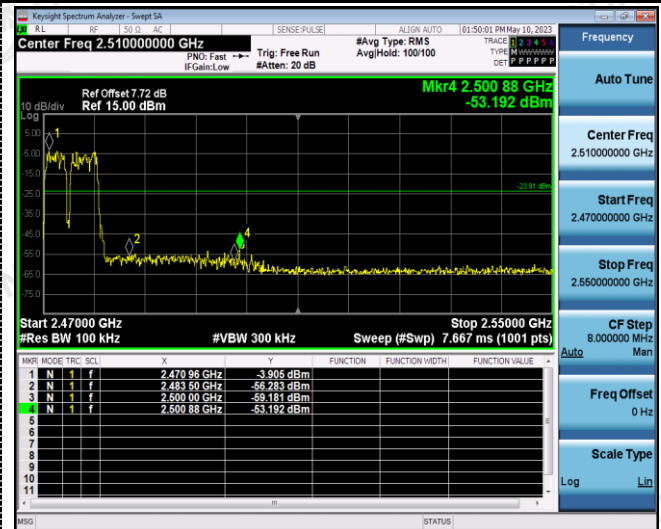 Keysight Spectrum Analyzer - Swept SA
RL RF 50 Ω AC SENSE:PULSE ALIGN AUTO 01:50:01 PM May 10, 2023
Center Freq 2.510000000 GHz
PNO: Fast
IFGain:Low
Trig: Free Run
#Atten: 20 dB
#Avg Type: RMS
Avg|Hold: 100/100
TRACE 1 2 3 4 5 6
TYPE M
DET P P P P P P
Frequency
Mkr4 2.500 88 GHz
-53.192 dBm
Ref Offset 7.72 dB
10 dB/div Ref 15.00 dBm
Log
5.00
-5.00
-15.0
-25.0
-35.0
-45.0
-55.0
-65.0
-75.0
1
2
4
-23.91 dBm
Start 2.47000 GHz Stop 2.55000 GHz
#Res BW 100 kHz #VBW 300 kHz Sweep (#Swp) 7.667 ms (1001 pts)
MKR MODE TRC SCL X Y FUNCTION FUNCTION WIDTH FUNCTION VALUE
1 N 1 f 2.470 96 GHz -3.905 dBm
2 N 1 f 2.483 50 GHz -56.283 dBm
3 N 1 f 2.500 00 GHz -59.181 dBm
4 N 1 f 2.500 88 GHz -53.192 dBm
5
6
7
8
9
10
11
MSG STATUS
Auto Tune
Center Freq
2.510000000 GHz
Start Freq
2.470000000 GHz
Stop Freq
2.550000000 GHz
CF Step
8.000000 MHz
Auto Man
Freq Offset
0 Hz
Scale Type
Log Lin